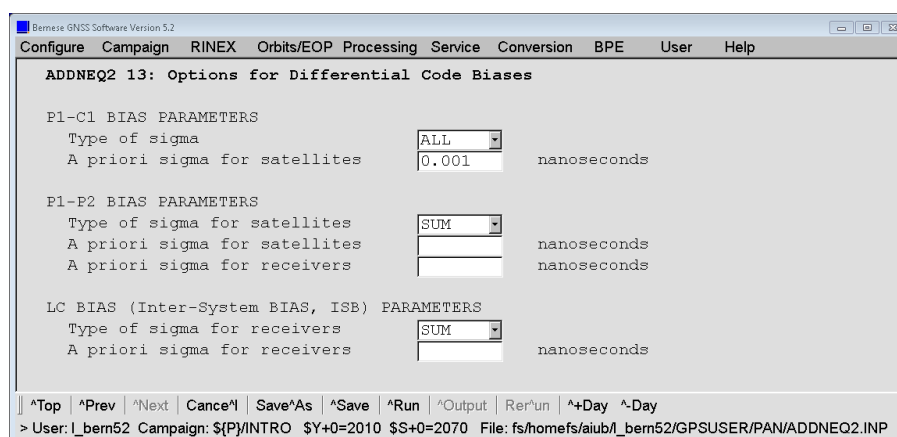 Bernese GNSS Software Version 5.2
Configure Campaign RINEX Orbits/EOP Processing Service Conversion BPE User Help
ADDNEQ2 13: Options for Differential Code Biases
P1-C1 BIAS PARAMETERS
Type of sigma ALL
A priori sigma for satellites 0.001 nanoseconds
P1-P2 BIAS PARAMETERS
Type of sigma for satellites SUM
A priori sigma for satellites nanoseconds
A priori sigma for receivers nanoseconds
LC BIAS (Inter-System BIAS, ISB) PARAMETERS
Type of sigma for receivers SUM
A priori sigma for receivers nanoseconds
^Top | ^Prev | ^Next | Cance^l | Save^As | ^Save | ^Run | ^Output | Rer^un | ^+Day ^-Day
> User: l_bern52 Campaign: ${P}/INTRO $Y+0=2010 $S+0=2070 File: fs/homefs/aiub/l_bern52/GPSUSER/PAN/ADDNEQ2.INP